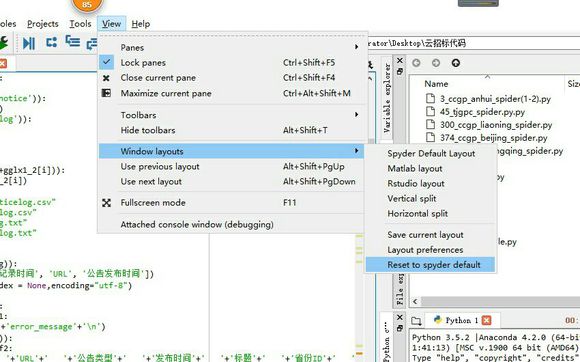 85
oles Projects Tools View Help
rator\Desktop\云招标代码
Panes
Lock panes Ctrl+Shift+F5
Close current pane Ctrl+Shift+F4
Maximize current pane Ctrl+Alt+Shift+M
Toolbars
Hide toolbars Alt+Shift+T
Window layouts
Use previous layout Alt+Shift+PgUp
Use next layout Alt+Shift+PgDown
Fullscreen mode F11
Attached console window (debugging)
Spyder Default Layout
Matlab layout
Rstudio layout
Vertical split
Horizontal split
Save current layout
Layout preferences
Reset to spyder default
Variable explorer
File exp
3_ccgp_anhui_spider(1-2).py
45_tjgpc_spider.py
300_ccgp_liaoning_spider.py
374_ccgp_beijing_spider.py
ngqing_spider.py
le.py
otice')):
log')):
+gglx1_2[i])):
2[i])
ticelog.csv"
log.csv"
g.txt"
og.txt"
g)):
记录时间', 'URL', '公告发布时间'])
ndex = None,encoding="utf-8")
1:
+'error_message'+'\n')
)):
f2:
'+'URL'+' '+'公告类型'+' '+'发布时间'+' '+'标题'+' '+'省份ID'+'
Python c
Python 1
Python 3.5.2 |Anaconda 4.2.0 (64-bi
1:41:13) [MSC v.1900 64 bit (AMD64)
Type "help", "copyright", "credits"